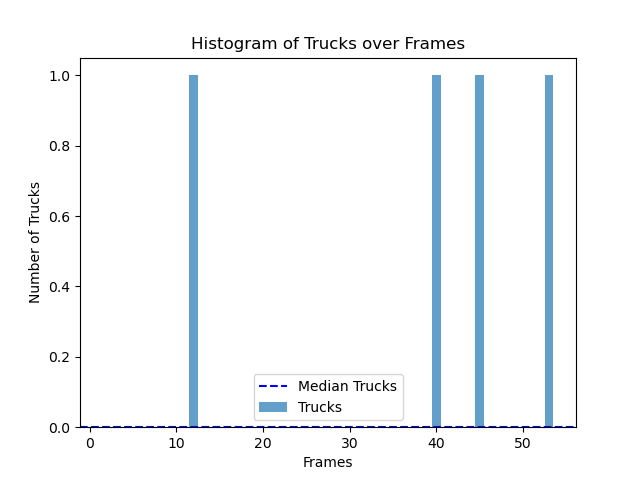 Histogram of Trucks over Frames
Number of Trucks
1.0
0.8
0.6
0.4
0.2
0.0
Median Trucks
Trucks
0 10 20 30 40 50
Frames